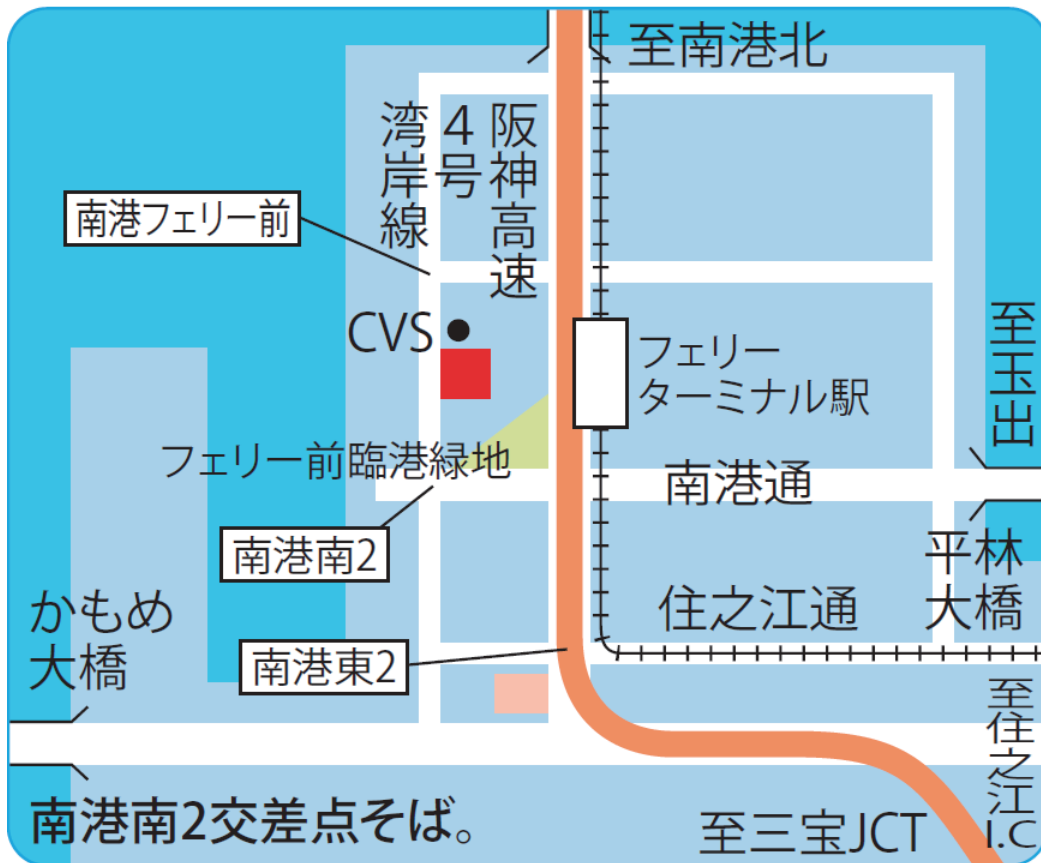 至南港北
阪神高速
4号
湾岸線
南港フェリー前
CVS
フェリー
ターミナル駅
至玉出
フェリー前臨港緑地
南港通
南港南2
平林
大橋
かもめ
大橋
住之江通
南港東2
至住之江I.C
南港南2交差点そば。
至三宝JCT